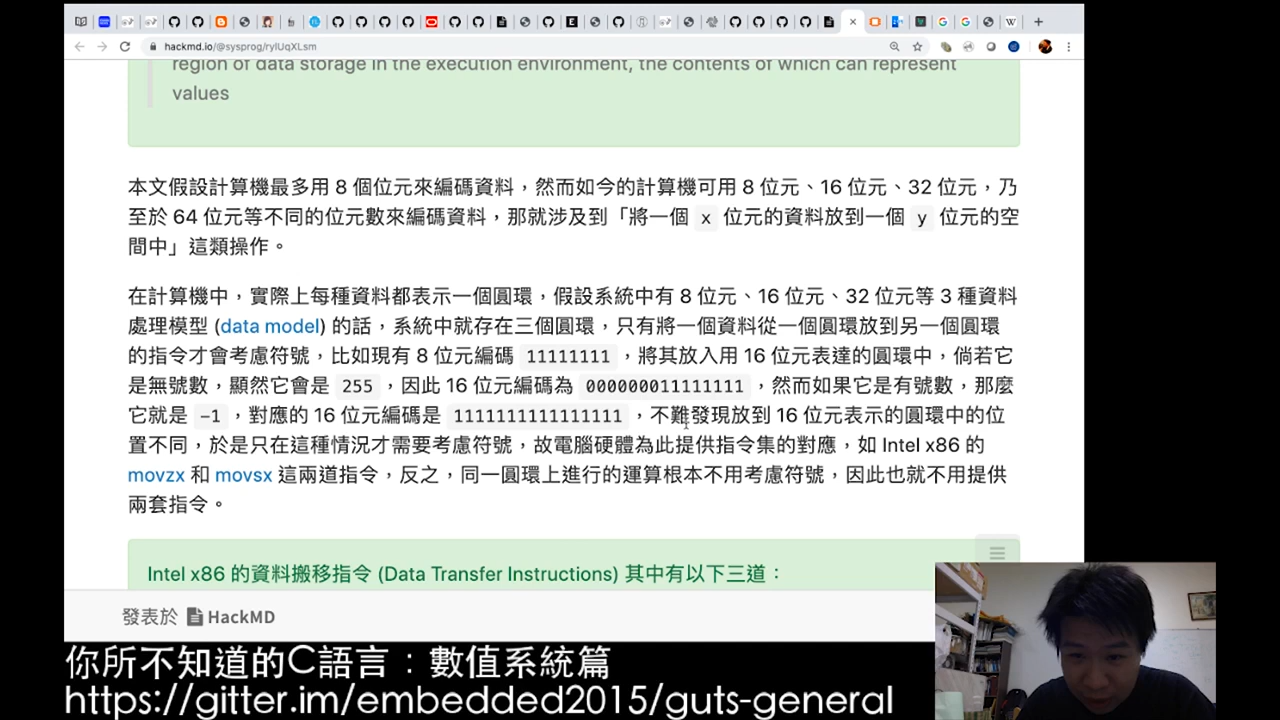 hackmd.io/@sysprog/rylUqXLsm
region of data storage in the execution environment, the contents of which can represent
values
本文假設計算機最多用 8 個位元來編碼資料，然而如今的計算機可用 8 位元、16 位元、32 位元，乃
至於 64 位元等不同的位元數來編碼資料，那就涉及到「將一個 x 位元的資料放到一個 y 位元的空
間中」這類操作。
在計算機中，實際上每種資料都表示一個圓環，假設系統中有 8 位元、16 位元、32 位元等 3 種資料
處理模型 (data model) 的話，系統中就存在三個圓環，只有將一個資料從一個圓環放到另一個圓環
的指令才會考慮符號，比如現有 8 位元編碼 11111111，將其放入用 16 位元表達的圓環中，倘若它
是無號數，顯然它會是 255，因此 16 位元編碼為 000000011111111，然而如果它是有號數，那麼
它就是 −1，對應的 16 位元編碼是 1111111111111111，不難發現放到 16 位元表示的圓環中的位
置不同，於是只在這種情況才需要考慮符號，故電腦硬體為此提供指令集的對應，如 Intel x86 的
movzx 和 movsx 這兩道指令，反之，同一圓環上進行的運算根本不用考慮符號，因此也就不用提供
兩套指令。
Intel x86 的資料搬移指令 (Data Transfer Instructions) 其中有以下三道：
發表於 HackMD
你所不知道的C語言：數值系統篇
https://gitter.im/embedded2015/guts-general